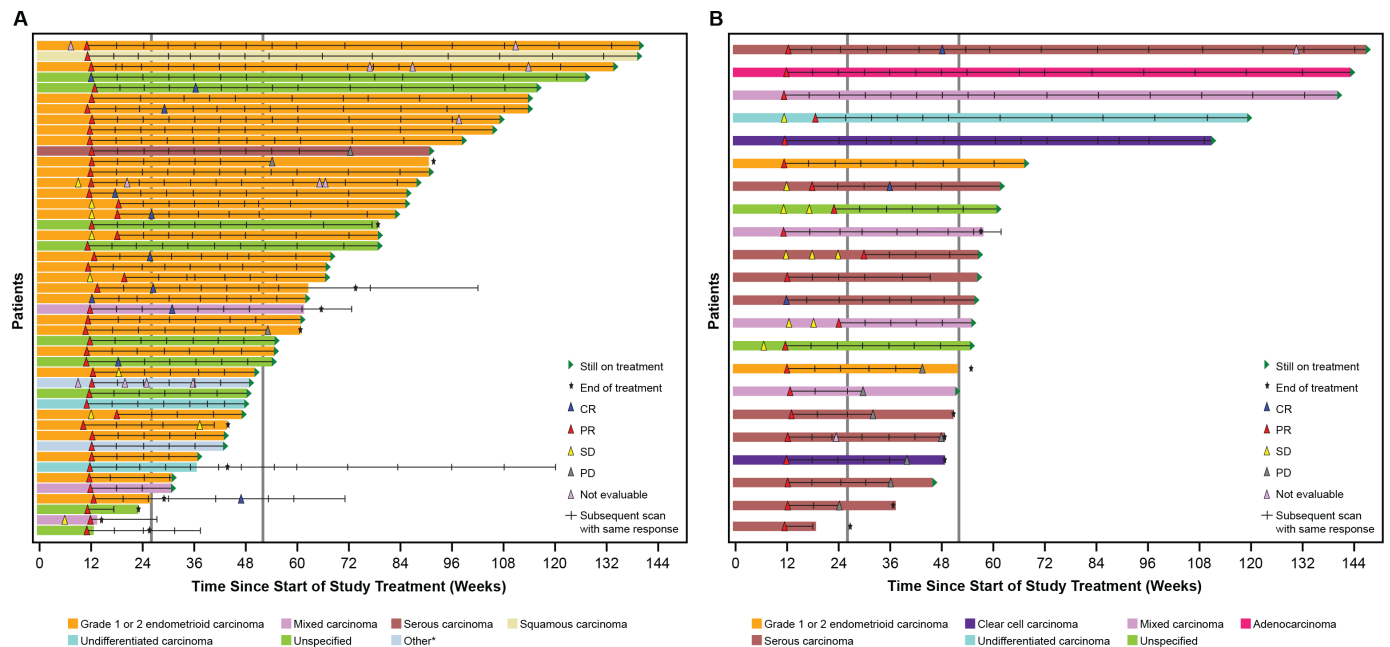 A
Patients
Still on treatment
End of treatment
CR
PR
SD
PD
Not evaluable
Subsequent scan
with same response
0 12 24 36 48 60 72 84 96 108 120 132 144
Time Since Start of Study Treatment (Weeks)
Grade 1 or 2 endometrioid carcinoma Mixed carcinoma Serous carcinoma Squamous carcinoma
Undifferentiated carcinoma Unspecified Other*
B
Patients
Still on treatment
End of treatment
CR
PR
SD
PD
Not evaluable
Subsequent scan
with same response
0 12 24 36 48 60 72 84 96 108 120 132 144
Time Since Start of Study Treatment (Weeks)
Grade 1 or 2 endometrioid carcinoma Clear cell carcinoma Mixed carcinoma Adenocarcinoma
Serous carcinoma Undifferentiated carcinoma Unspecified